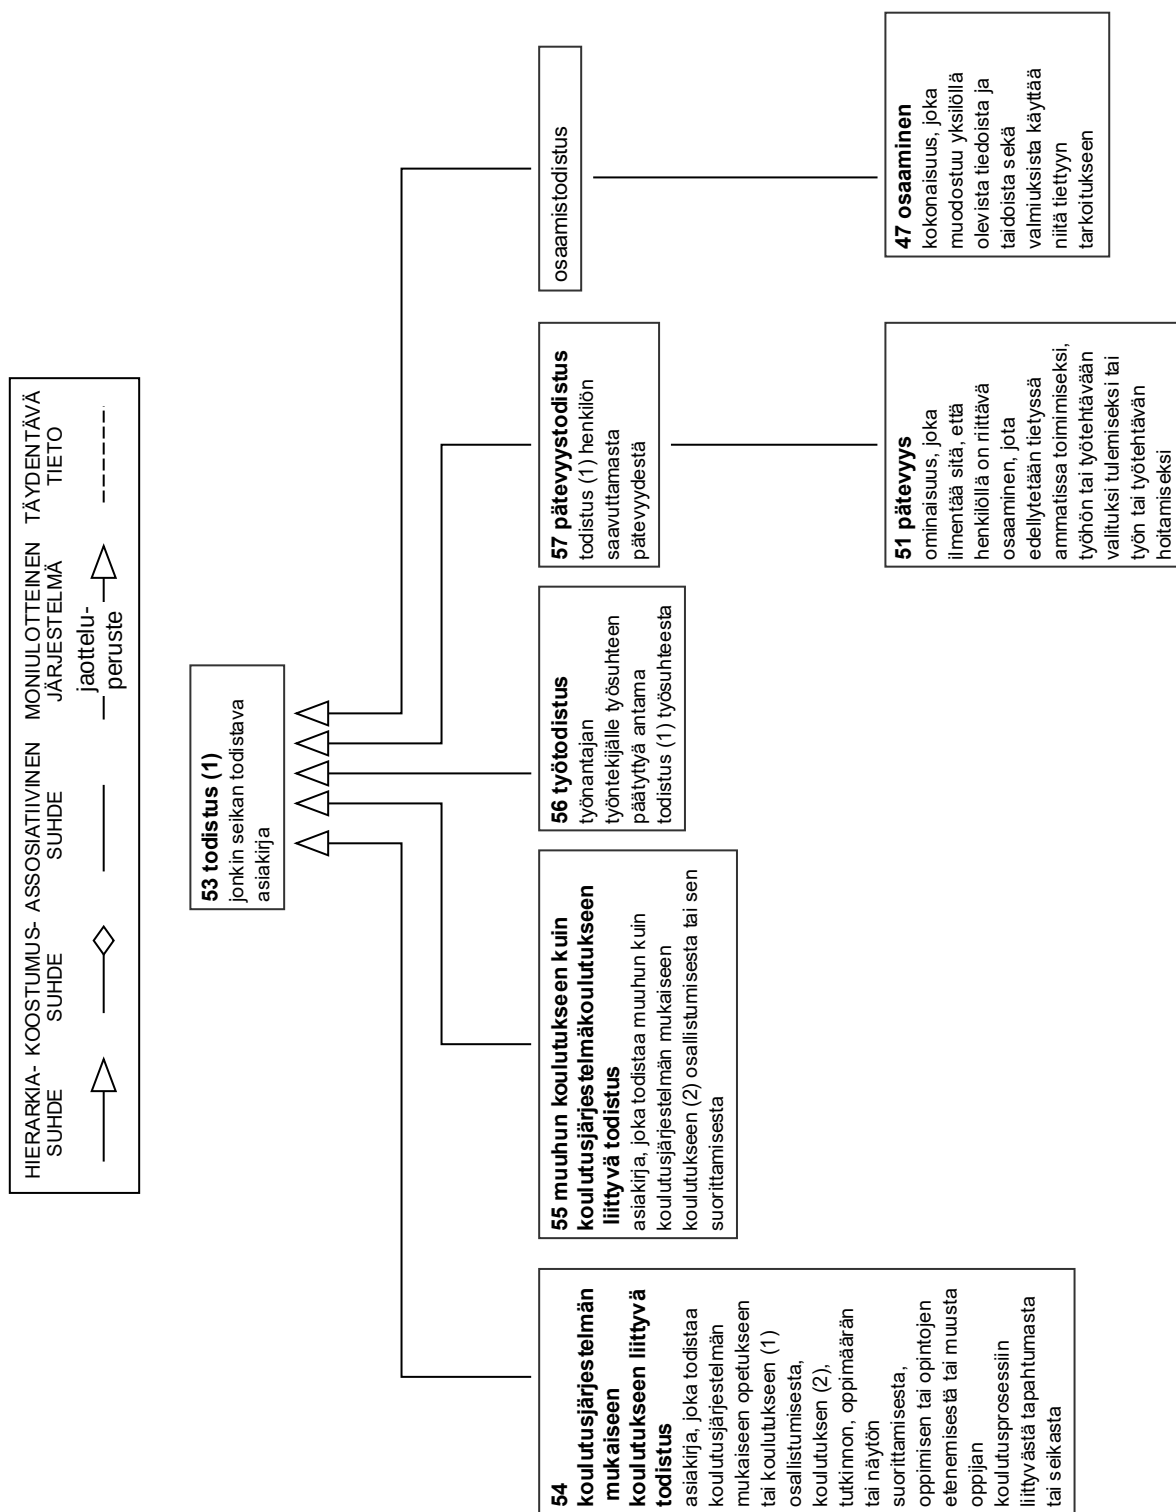 HIERARKIA- KOOSTUMUS- ASSOSIATIIVINEN MONIULOTTEINEN TÄYDENTÄVÄ
SUHDE SUHDE SUHDE JÄRJESTELMÄ TIETO
jaottelu-
peruste
53 todistus (1)
jonkin seikan todistava
asiakirja
54
koulutusjärjestelmän
mukaiseen
koulutukseen liittyvä
todistus
asiakirja, joka todistaa
koulutusjärjestelmän
mukaiseen opetukseen
tai koulutukseen (1)
osallistumisesta,
koulutuksen (2),
tutkinnon, oppimäärän
tai näytön
suorittamisesta,
oppimisen tai opintojen
etenemisestä tai muusta
oppijan
koulutusprosessiin
liittyvästä tapahtumasta
tai seikasta
55 muuhun koulutukseen kuin
koulutusjärjestelmäkoulutukseen
liittyvä todistus
asiakirja, joka todistaa muuhun kuin
koulutusjärjestelmän mukaiseen
koulutukseen (2) osallistumisesta tai sen
suorittamisesta
56 työtodistus
työnantajan
työntekijälle työsuhteen
päätyttyä antama
todistus (1) työsuhteesta
57 pätevyystodistus
todistus (1) henkilön
saavuttamasta
pätevyydestä
osaamistodistus
51 pätevyys
ominaisuus, joka
ilmentää sitä, että
henkilöllä on riittävä
osaaminen, jota
edellytetään tietyssä
ammatissa toimimiseksi,
työhön tai työtehtävään
valituksi tulemiseksi tai
työn tai työtehtävän
hoitamiseksi
47 osaaminen
kokonaisuus, joka
muodostuu yksilöllä
olevista tiedoista ja
taidoista sekä
valmiuksista käyttää
niitä tiettyyn
tarkoitukseen